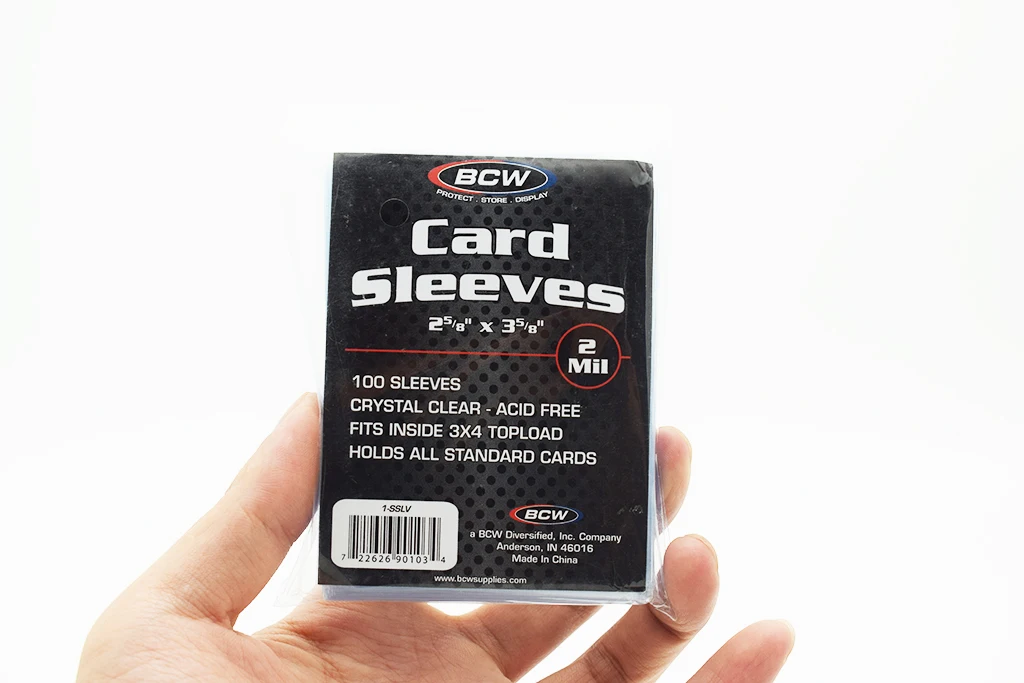 BCW
PROTECT . STORE . DISPLAY
Card
Sleeves
2⁵/₈" x 3⁵/₈"
2
Mil
100 SLEEVES
CRYSTAL CLEAR - ACID FREE
FITS INSIDE 3X4 TOPLOAD
HOLDS ALL STANDARD CARDS
1-SSLV
7 22626 90103 4
BCW
a BCW Diversified, Inc. Company
Anderson, IN 46016
Made In China
www.bcwsupplies.com